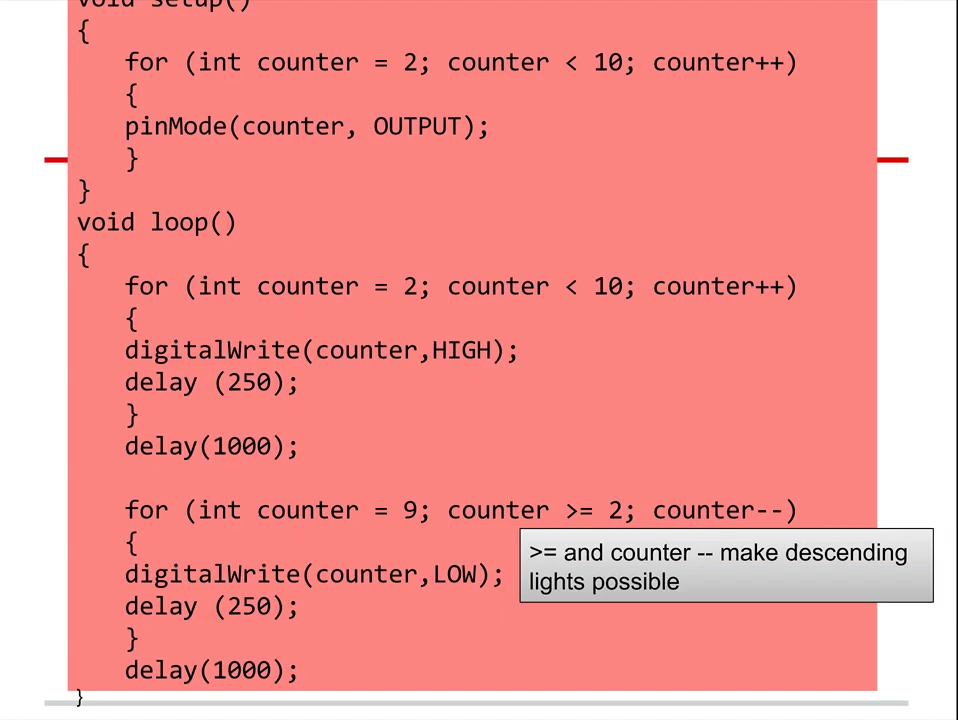 void setup()
{
for (int counter = 2; counter < 10; counter++)
{
pinMode(counter, OUTPUT);
}
}
void loop()
{
for (int counter = 2; counter < 10; counter++)
{
digitalWrite(counter,HIGH);
delay (250);
}
delay(1000);
for (int counter = 9; counter >= 2; counter--)
{
digitalWrite(counter,LOW);
delay (250);
}
delay(1000);
}
>= and counter -- make descending
lights possible